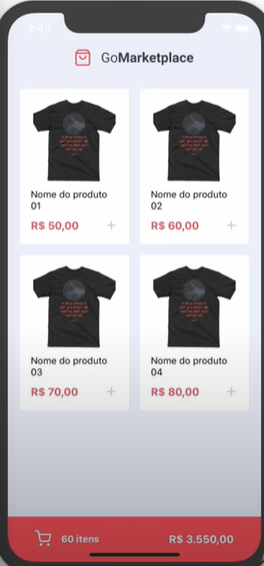 2:43
GoMarketplace
Nome do produto
01
R$ 50,00 +
Nome do produto
02
R$ 60,00 +
Nome do produto
03
R$ 70,00 +
Nome do produto
04
R$ 80,00 +
60 itens
R$ 3.550,00